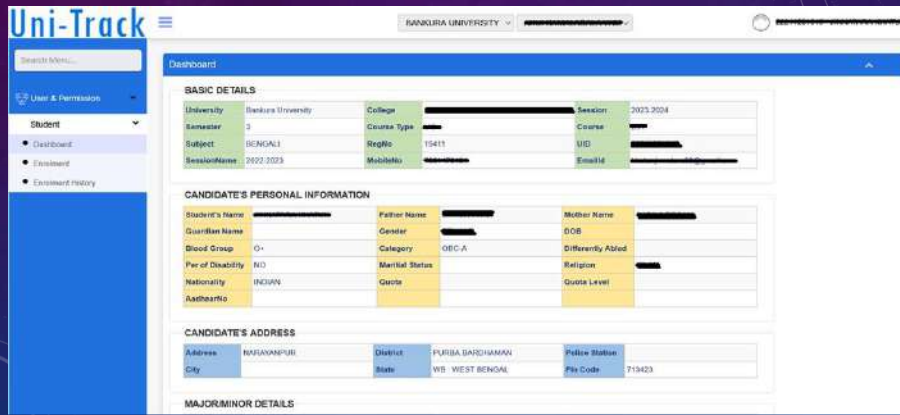 Uni-Track
BANKURA UNIVERSITY
Search Menu...
Dashboard
User & Permission
Student
Dashboard
Enrolment
Enrolment History
BASIC DETAILS
University Bankura University College Session 2023-2024
Semester 3 Course Type Course
Subject BENGALI RegNo 15411 UID
SessionName 2022-2023 MobileNo EmailId
CANDIDATE'S PERSONAL INFORMATION
Student's Name Father Name Mother Name
Guardian Name Gender DOB
Blood Group O+ Category OBC-A Differently Abled
Per of Disability NO Maritial Status Religion
Nationality INDIAN Quota Quota Level
AadhaarNo
CANDIDATE'S ADDRESS
Address NARAYANPUR District PURBA BARDHAMAN Police Station
City State WB WEST BENGAL Pin Code 713423
MAJOR/MINOR DETAILS